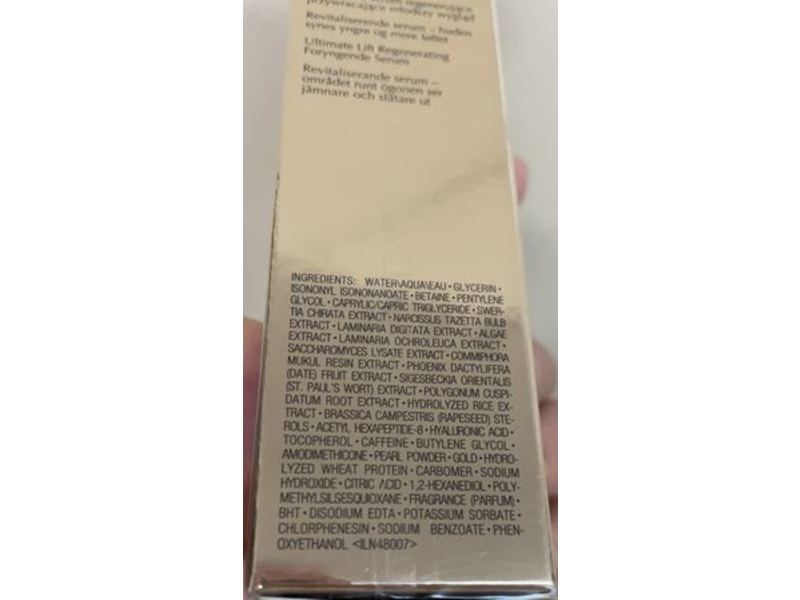 serum regenerująco-
przywracające młodszy wygląd
Revitaliserende serum – huden
synes yngre og mere løftet
Ultimate Lift Regenerating
Foryngende Serum
Revitaliserande serum –
området runt ögonen ser
jämnare och slätare ut
INGREDIENTS: WATER\AQUA\EAU • GLYCERIN •
ISONONYL ISONONANOATE • BETAINE • PENTYLENE
GLYCOL • CAPRYLIC/CAPRIC TRIGLYCERIDE • SWER-
TIA CHIRATA EXTRACT • NARCISSUS TAZETTA BULB
EXTRACT • LAMINARIA DIGITATA EXTRACT • ALGAE
EXTRACT • LAMINARIA OCHROLEUCA EXTRACT •
SACCHAROMYCES LYSATE EXTRACT • COMMIPHORA
MUKUL RESIN EXTRACT • PHOENIX DACTYLIFERA
(DATE) FRUIT EXTRACT • SIGESBECKIA ORIENTALIS
(ST. PAUL'S WORT) EXTRACT • POLYGONUM CUSPI-
DATUM ROOT EXTRACT • HYDROLYZED RICE EX-
TRACT • BRASSICA CAMPESTRIS (RAPESEED) STE-
ROLS • ACETYL HEXAPEPTIDE-8 • HYALURONIC ACID •
TOCOPHEROL • CAFFEINE • BUTYLENE GLYCOL •
AMODIMETHICONE • PEARL POWDER • GOLD • HYDRO-
LYZED WHEAT PROTEIN • CARBOMER • SODIUM
HYDROXIDE • CITRIC ACID • 1,2-HEXANEDIOL • POLY-
METHYLSILSESQUIOXANE • FRAGRANCE (PARFUM) •
BHT • DISODIUM EDTA • POTASSIUM SORBATE •
CHLORPHENESIN • SODIUM BENZOATE • PHEN-
OXYETHANOL <ILN48007>